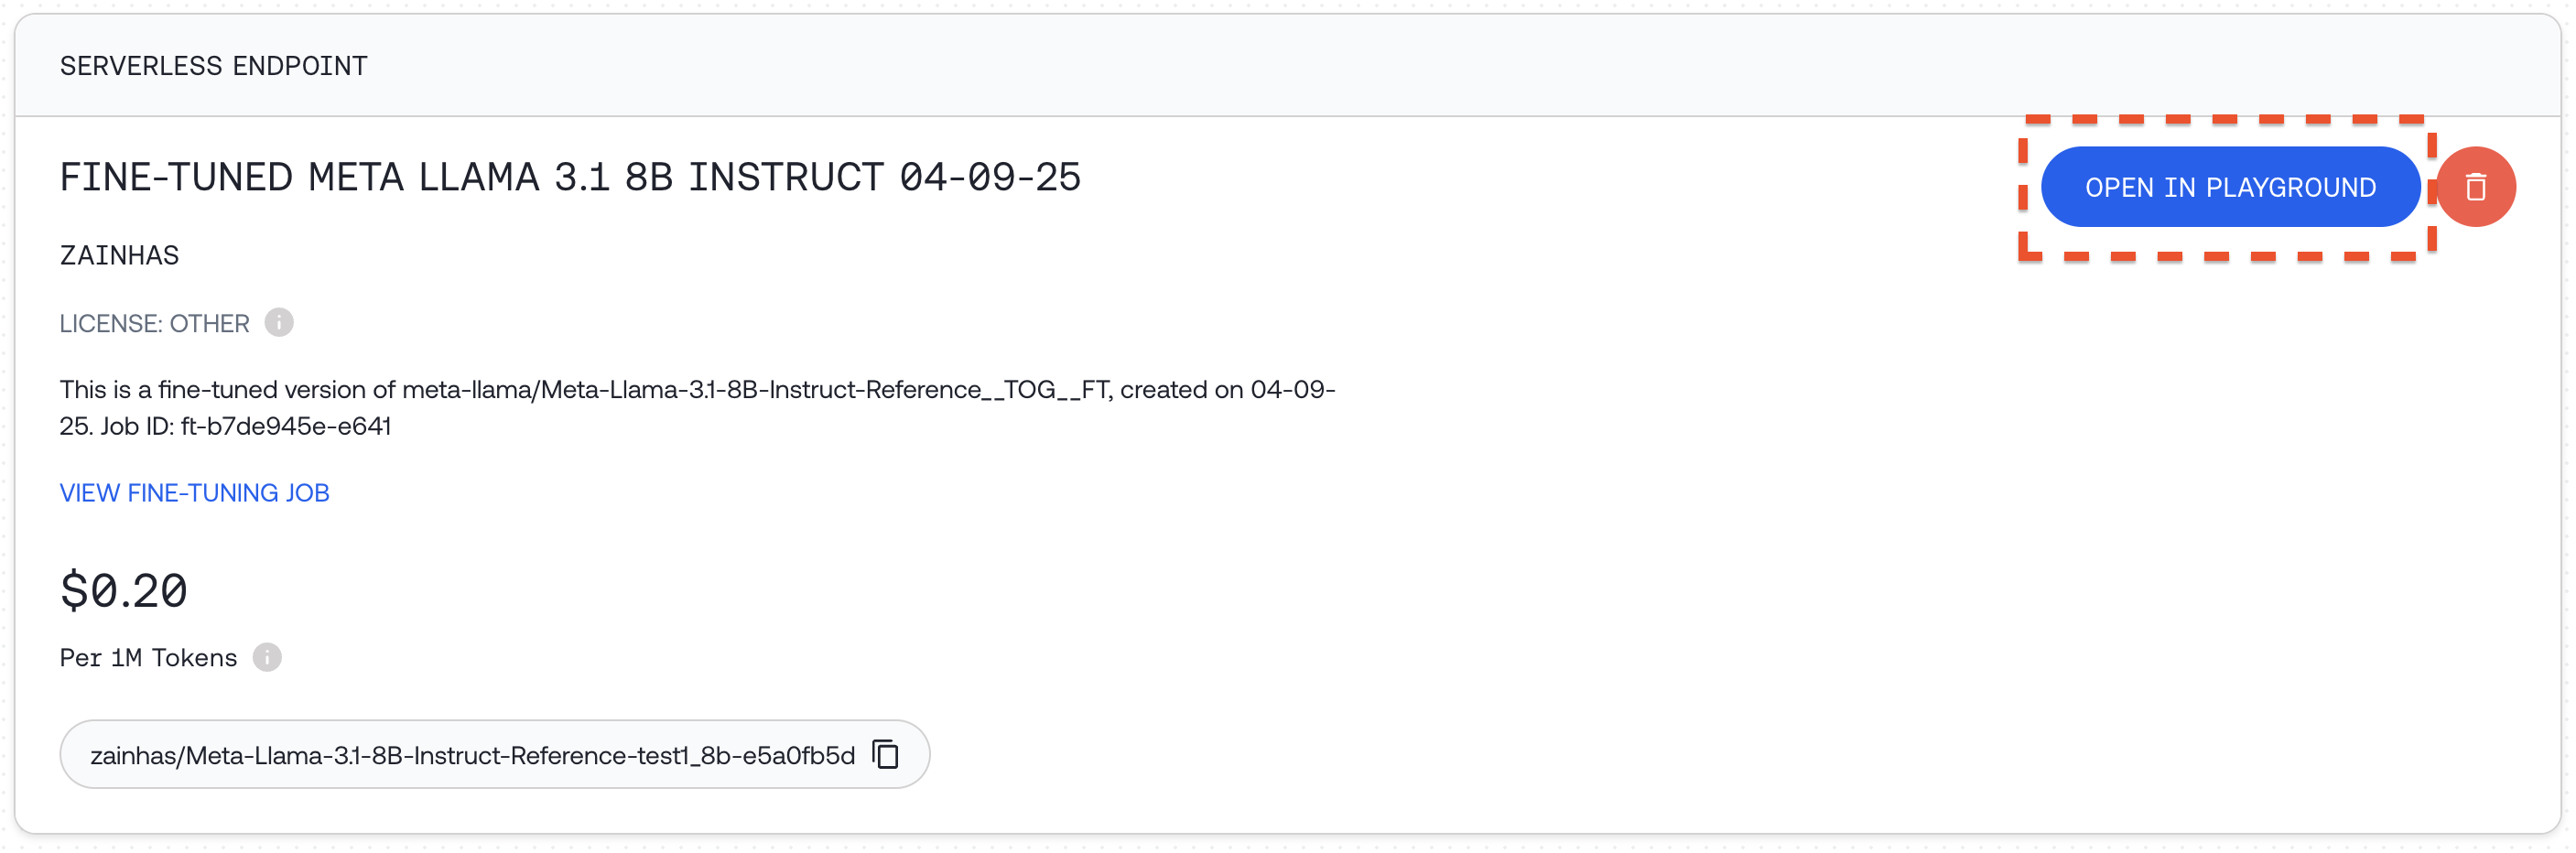 SERVERLESS ENDPOINT
FINE-TUNED META LLAMA 3.1 8B INSTRUCT 04-09-25
OPEN IN PLAYGROUND
ZAINHAS
LICENSE: OTHER
This is a fine-tuned version of meta-llama/Meta-Llama-3.1-8B-Instruct-Reference__TOG__FT, created on 04-09-
25. Job ID: ft-b7de945e-e641
VIEW FINE-TUNING JOB
$0.20
Per 1M Tokens
zainhas/Meta-Llama-3.1-8B-Instruct-Reference-test1_8b-e5a0fb5d